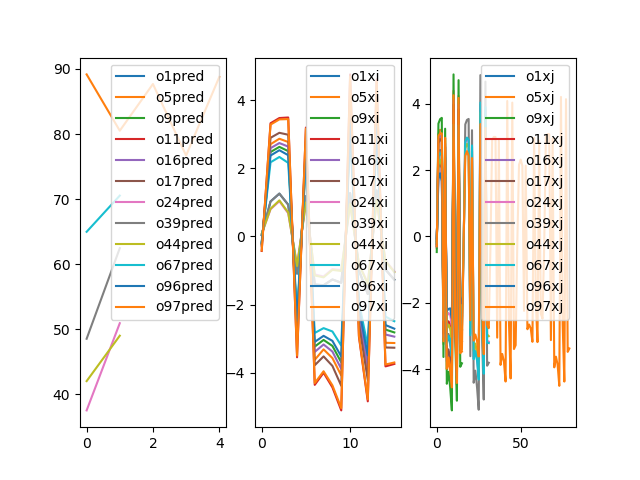 90
80
70
60
50
40
0
2
4
o1pred
o5pred
o9pred
o11pred
o16pred
o17pred
o24pred
o39pred
o44pred
o67pred
o96pred
o97pred
4
2
0
−2
−4
0
10
o1xi
o5xi
o9xi
o11xi
o16xi
o17xi
o24xi
o39xi
o44xi
o67xi
o96xi
o97xi
4
2
0
−2
−4
0
50
o1xj
o5xj
o9xj
o11xj
o16xj
o17xj
o24xj
o39xj
o44xj
o67xj
o96xj
o97xj